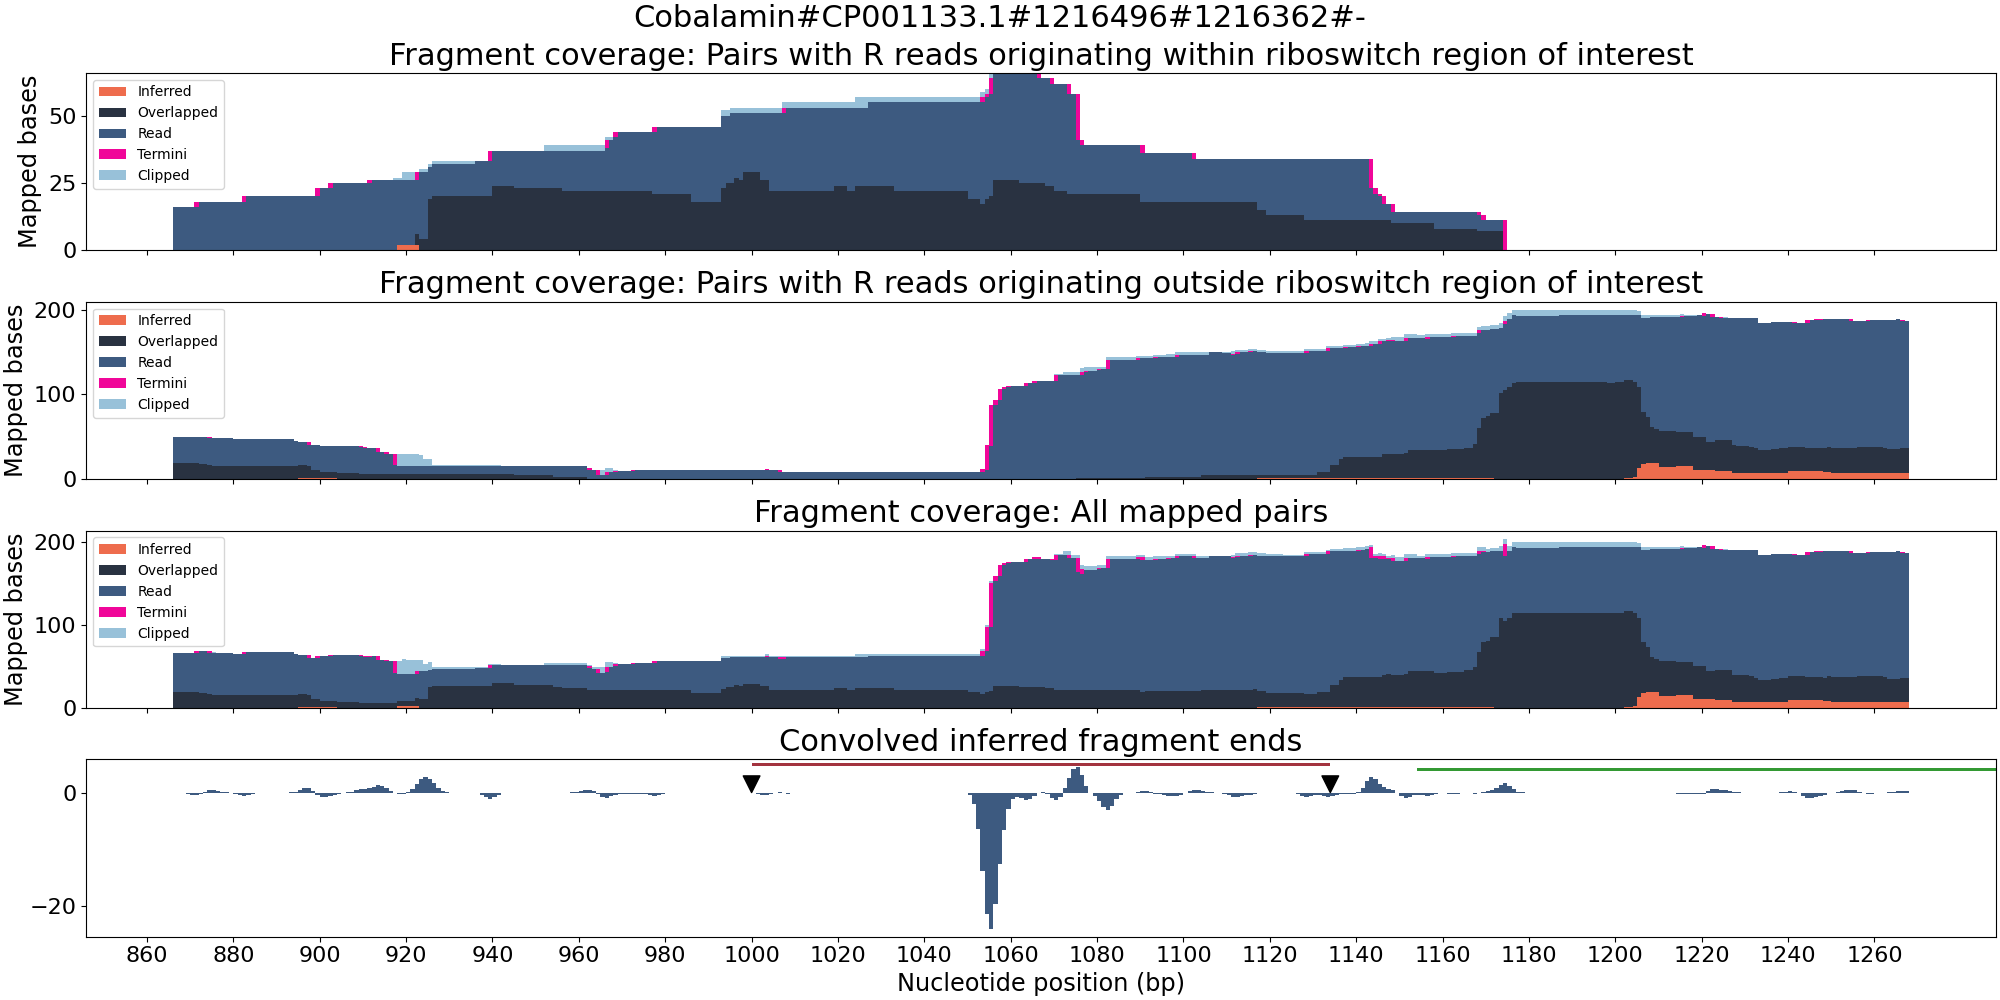 Cobalamin#CP001133.1#1216496#1216362#-
Fragment coverage: Pairs with R reads originating within riboswitch region of interest
Mapped bases
50
25
0
Inferred
Overlapped
Read
Termini
Clipped
Fragment coverage: Pairs with R reads originating outside riboswitch region of interest
Mapped bases
200
100
0
Inferred
Overlapped
Read
Termini
Clipped
Fragment coverage: All mapped pairs
Mapped bases
200
100
0
Inferred
Overlapped
Read
Termini
Clipped
Convolved inferred fragment ends
0
−20
860 880 900 920 940 960 980 1000 1020 1040 1060 1080 1100 1120 1140 1160 1180 1200 1220 1240 1260
Nucleotide position (bp)